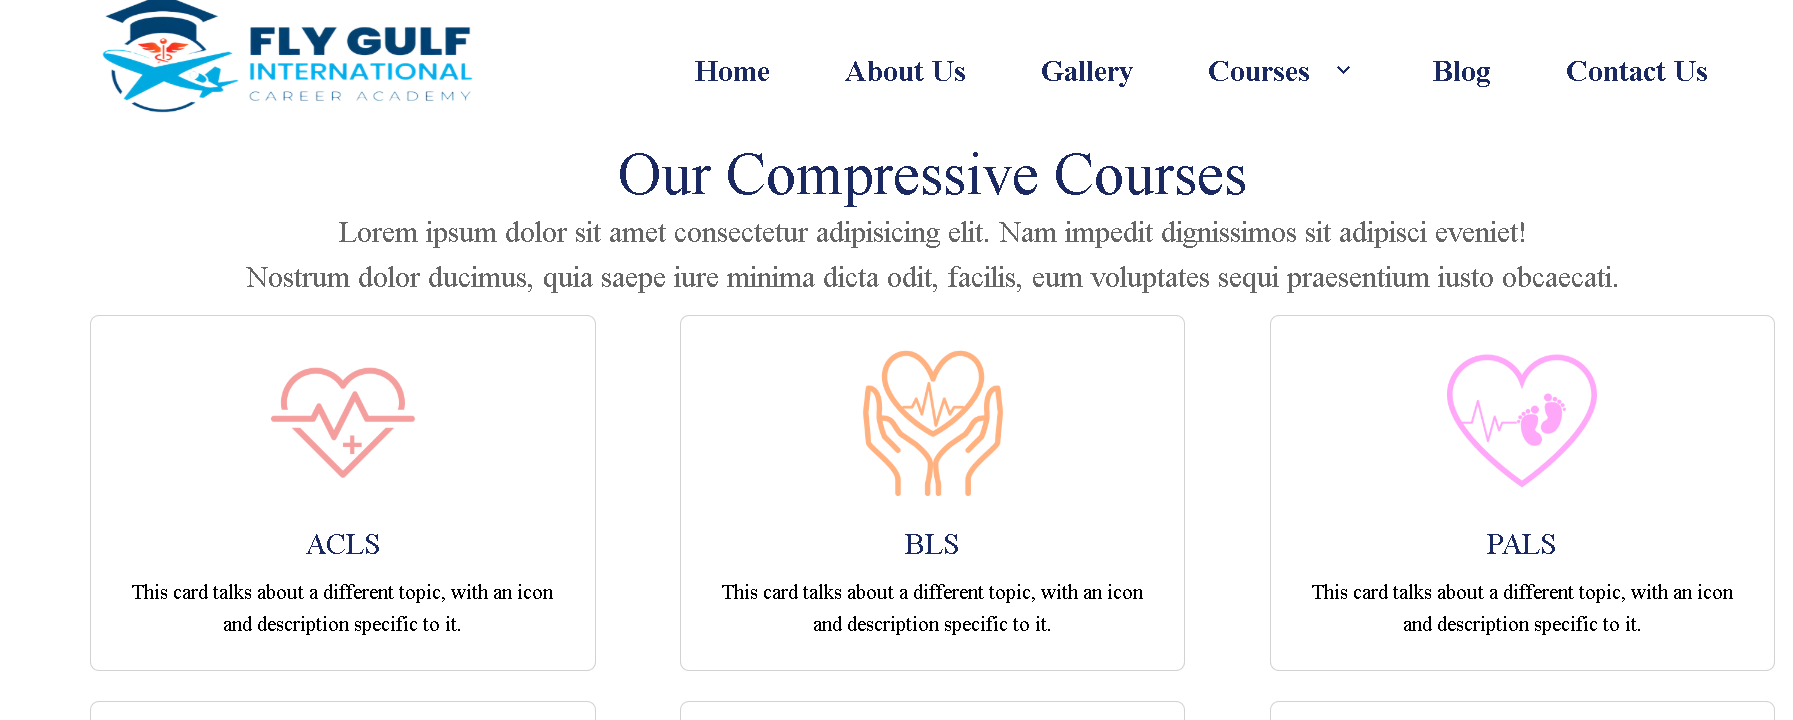 FLY GULF
INTERNATIONAL
CAREER ACADEMY
Home About Us Gallery Courses Blog Contact Us
Our Compressive Courses
Lorem ipsum dolor sit amet consectetur adipisicing elit. Nam impedit dignissimos sit adipisci eveniet!
Nostrum dolor ducimus, quia saepe iure minima dicta odit, facilis, eum voluptates sequi praesentium iusto obcaecati.
ACLS
This card talks about a different topic, with an icon
and description specific to it.
BLS
This card talks about a different topic, with an icon
and description specific to it.
PALS
This card talks about a different topic, with an icon
and description specific to it.